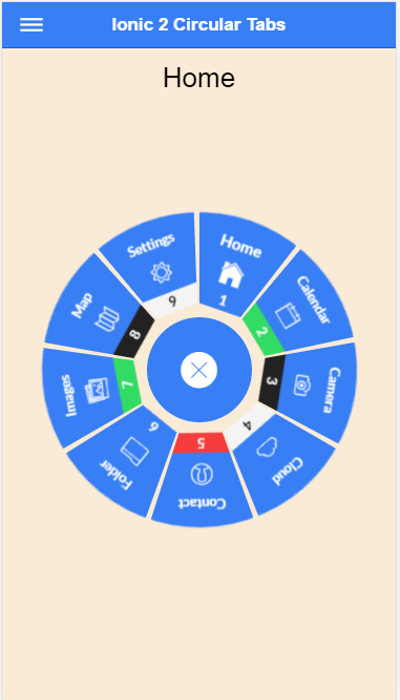 Ionic 2 Circular Tabs
Home
Home
1
Calendar
2
Camera
3
Cloud
4
Contact
5
Folder
6
Images
7
Map
8
Settings
9